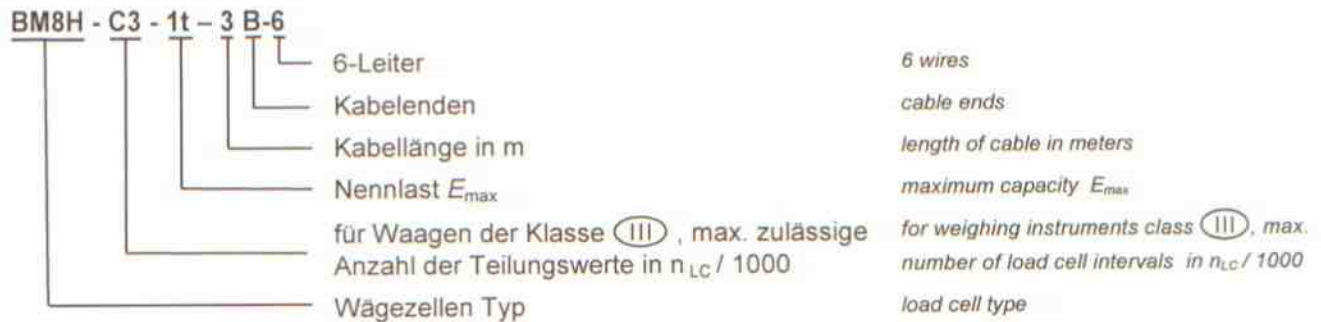 BM8H - C3 - 1t – 3 B-6
6-Leiter 6 wires
Kabelenden cable ends
Kabellänge in m length of cable in meters
Nennlast Emax maximum capacity Emax
für Waagen der Klasse III , max. zulässige for weighing instruments class III, max.
Anzahl der Teilungswerte in n LC / 1000 number of load cell intervals in nLC / 1000
Wägezellen Typ load cell type